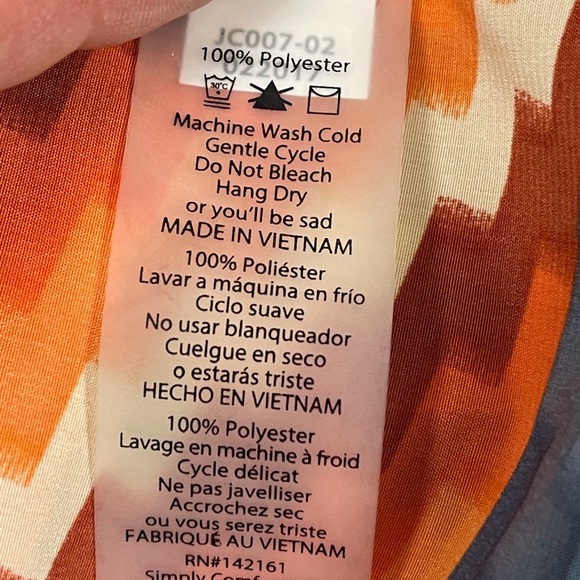 JC007-02
100% Polyester
022017
30°C
Machine Wash Cold
Gentle Cycle
Do Not Bleach
Hang Dry
or you'll be sad
MADE IN VIETNAM
100% Poliéster
Lavar a máquina en frío
Ciclo suave
No usar blanqueador
Cuelgue en seco
o estarás triste
HECHO EN VIETNAM
100% Polyester
Lavage en machine à froid
Cycle délicat
Ne pas javelliser
Accrochez sec
ou vous serez triste
FABRIQUÉ AU VIETNAM
RN#142161
Simply